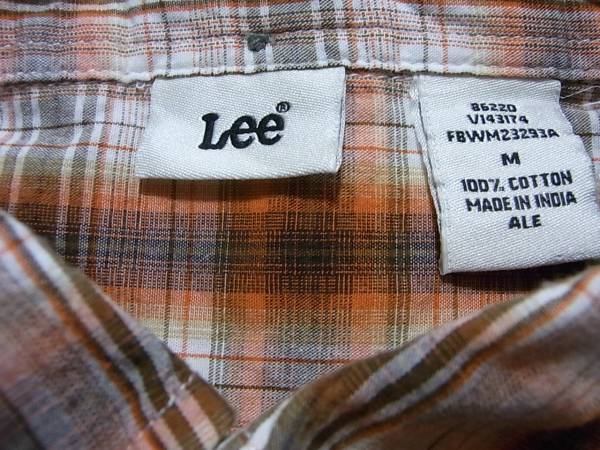 Lee®
86220
V143174
FBWM23293A
M
100% COTTON
MADE IN INDIA
ALE